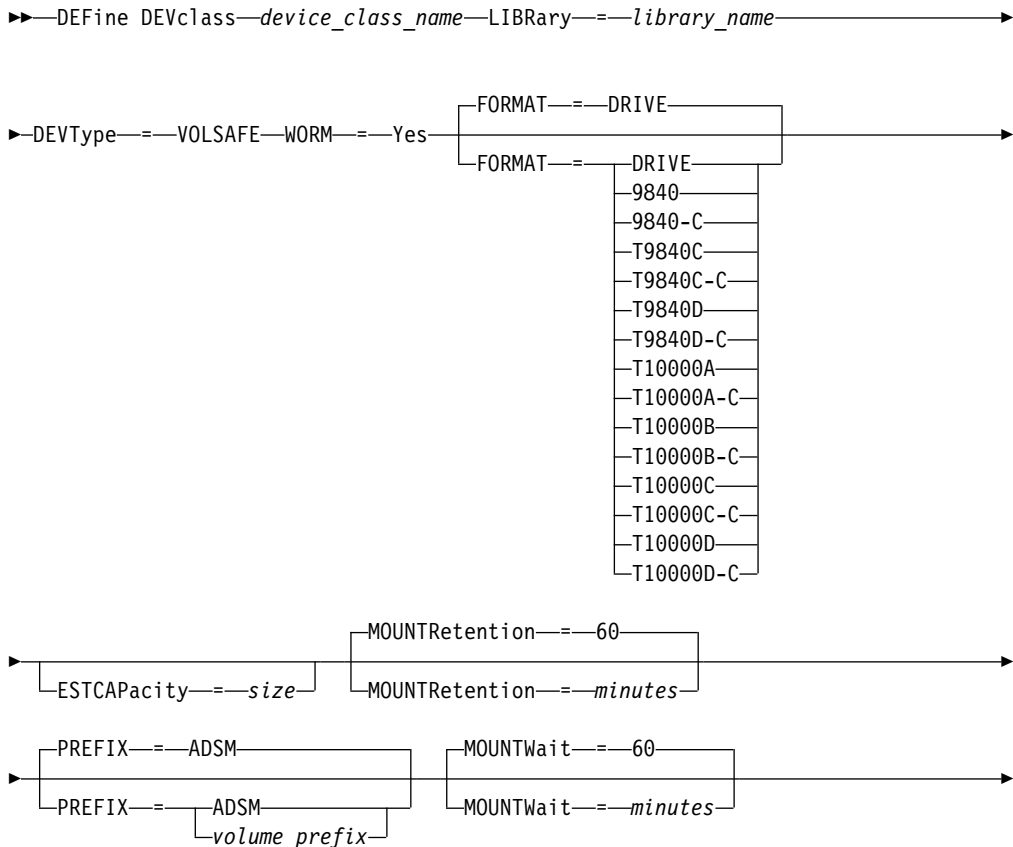 DEFine DEVclass device_class_name LIBRary = library_name
FORMAT = DRIVE
DEVType = VOLSAFE WORM = Yes
FORMAT = DRIVE
9840
9840-C
T9840C
T9840C-C
T9840D
T9840D-C
T10000A
T10000A-C
T10000B
T10000B-C
T10000C
T10000C-C
T10000D
T10000D-C
MOUNTRetention = 60
ESTCAPacity = size MOUNTRetention = minutes
PREFIX = ADSM MOUNTWait = 60
PREFIX = ADSM MOUNTWait = minutes
volume prefix